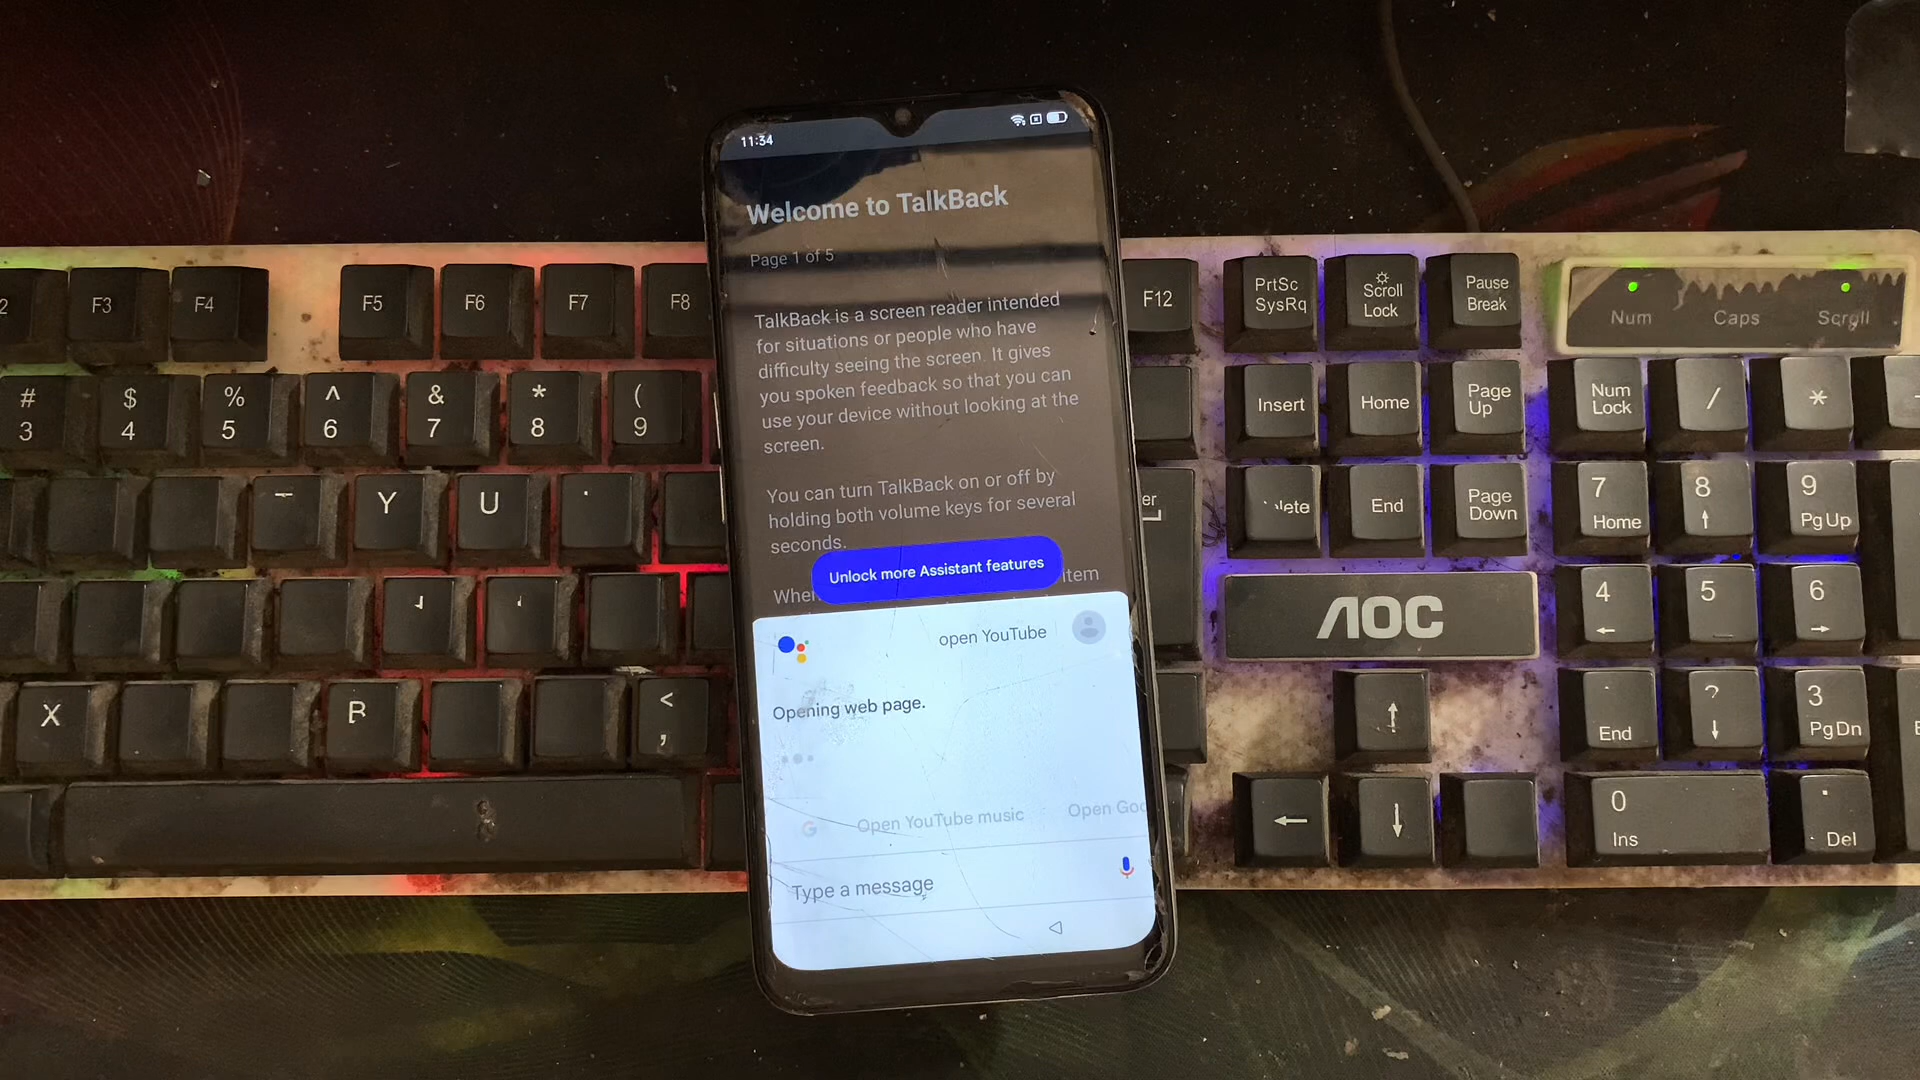 11:34
Welcome to TalkBack
Page 1 of 5
TalkBack is a screen reader intended
for situations or people who have
difficulty seeing the screen. It gives
you spoken feedback so that you can
use your device without looking at the
screen.
You can turn TalkBack on or off by
holding both volume keys for several
seconds.
Unlock more Assistant features
open YouTube
Opening web page.
Open YouTube music
Type a message
F3 F4 F5 F6 F7 F8 F12
PrtSc
SysRq
Scroll
Lock
Pause
Break
Num Caps Scroll
# $ % ^ & * (
3 4 5 6 7 8 9
Insert Home
Page
Up
Num
Lock
/ *
Y U
End
Page
Down
7
Home
8
↑
9
PgUp
AOC
4
←
5
6
→
X
<
,
↑
End
?
↓
3
PgDn
← ↓
0
Ins
.
Del